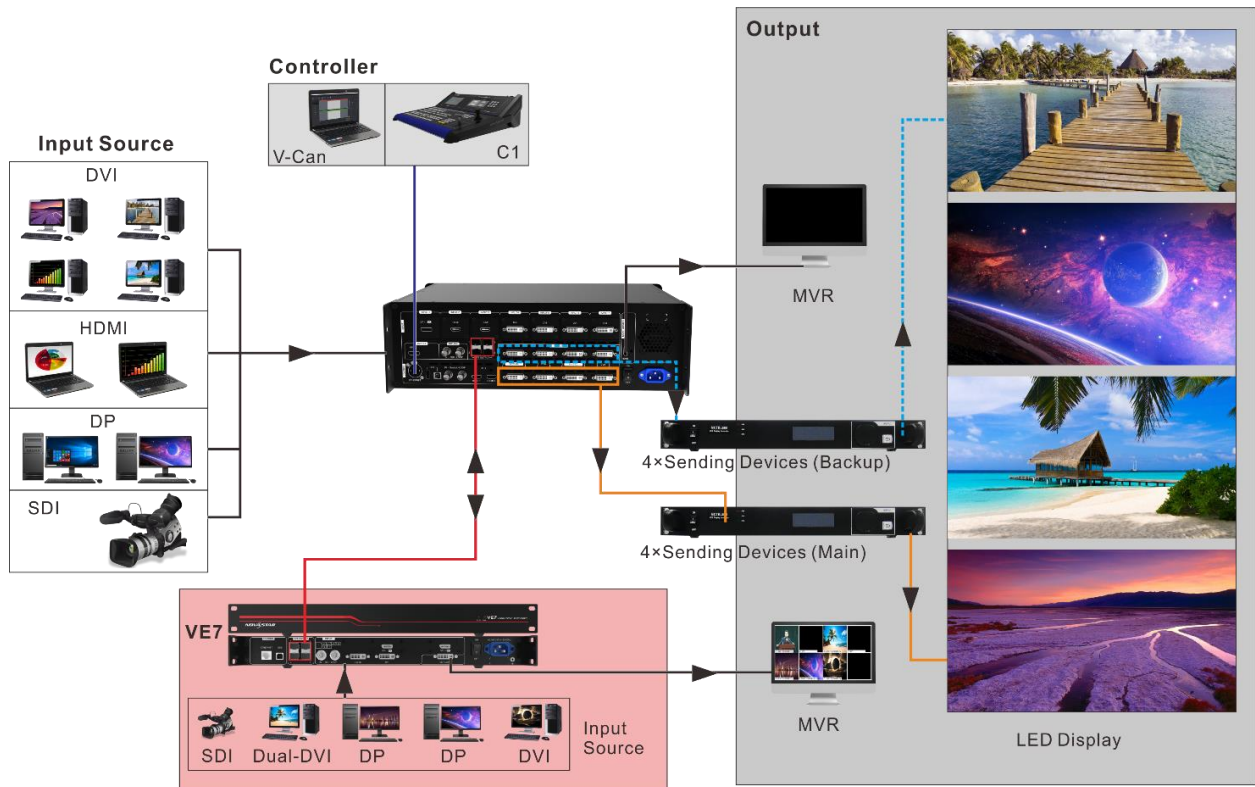 Output
Controller
V-Can
C1
Input Source
DVI
HDMI
DP
SDI
MVR
4×Sending Devices (Backup)
4×Sending Devices (Main)
VE7
SDI
Dual-DVI
DP
DP
DVI
Input
Source
MVR
LED Display